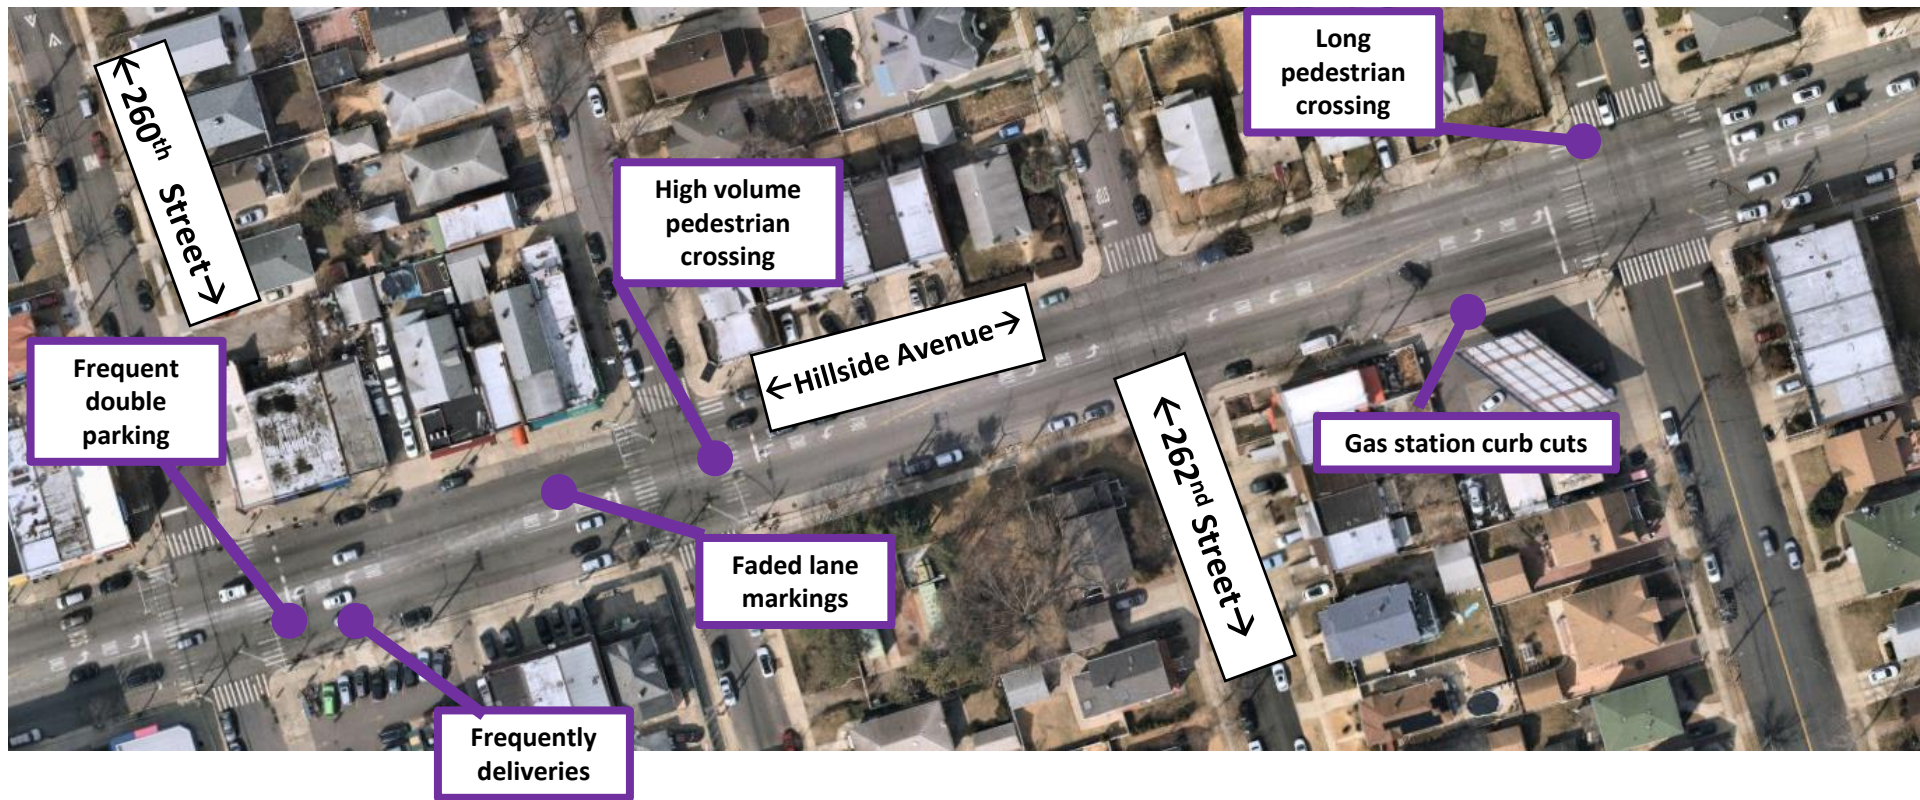 ←260th Street→
Long
pedestrian
crossing
High volume
pedestrian
crossing
←Hillside Avenue→
Frequent
double
parking
←262nd Street→
Gas station curb cuts
Faded lane
markings
Frequently
deliveries